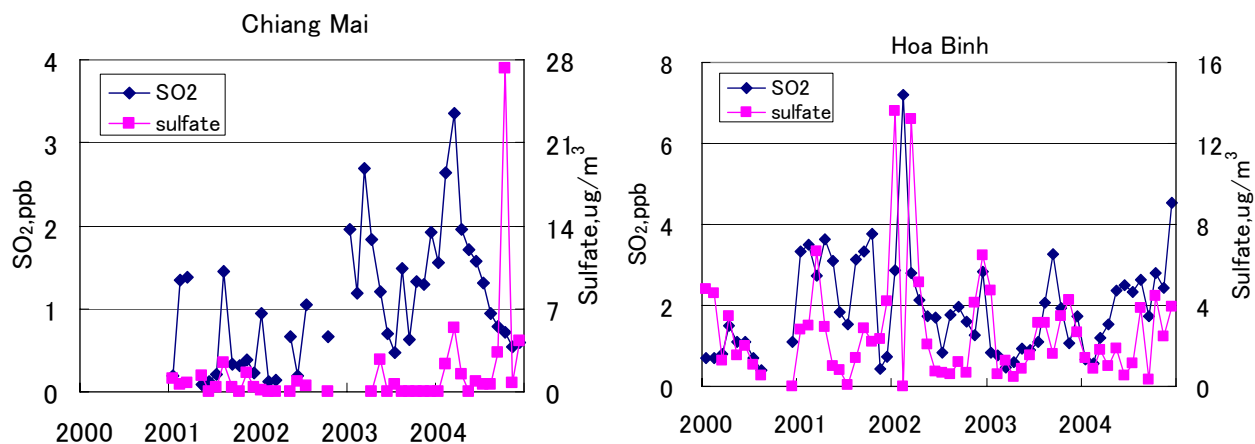 Chiang Mai
4
3
2
1
0
SO₂,ppb
SO2
sulfate
28
21
14
7
0
Sulfate,ug/m³
2000 2001 2002 2003 2004
Hoa Binh
8
6
4
2
0
SO₂,ppb
SO2
sulfate
16
12
8
4
0
Sulfate,ug/m³
2000 2001 2002 2003 2004